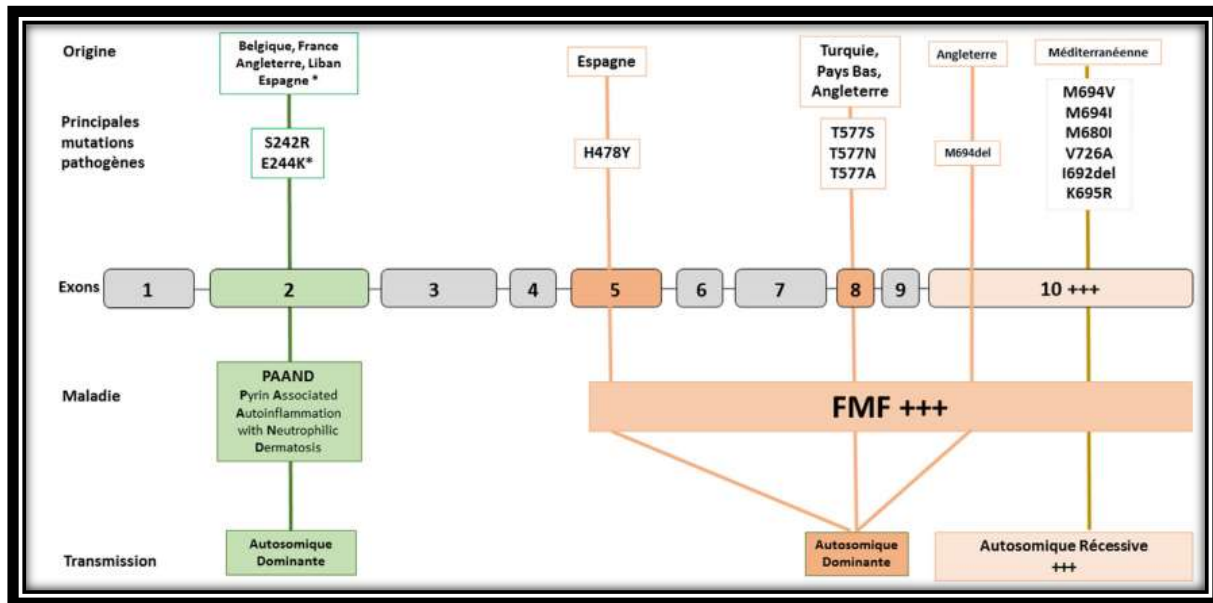 Origine
Belgique, France
Angleterre, Liban
Espagne *
Espagne
Turquie,
Pays Bas,
Angleterre
Angleterre
Méditerranéenne
Principales
mutations
pathogènes
S242R
E244K*
H478Y
T577S
T577N
T577A
M694del
M694V
M694I
M680I
V726A
I692del
K695R
Exons
1
2
3
4
5
6
7
8
9
10 +++
Maladie
PAAND
Pyrin Associated
Autoinflammation
with Neutrophilic
Dermatosis
FMF +++
Transmission
Autosomique
Dominante
Autosomique
Dominante
Autosomique Récessive
+++